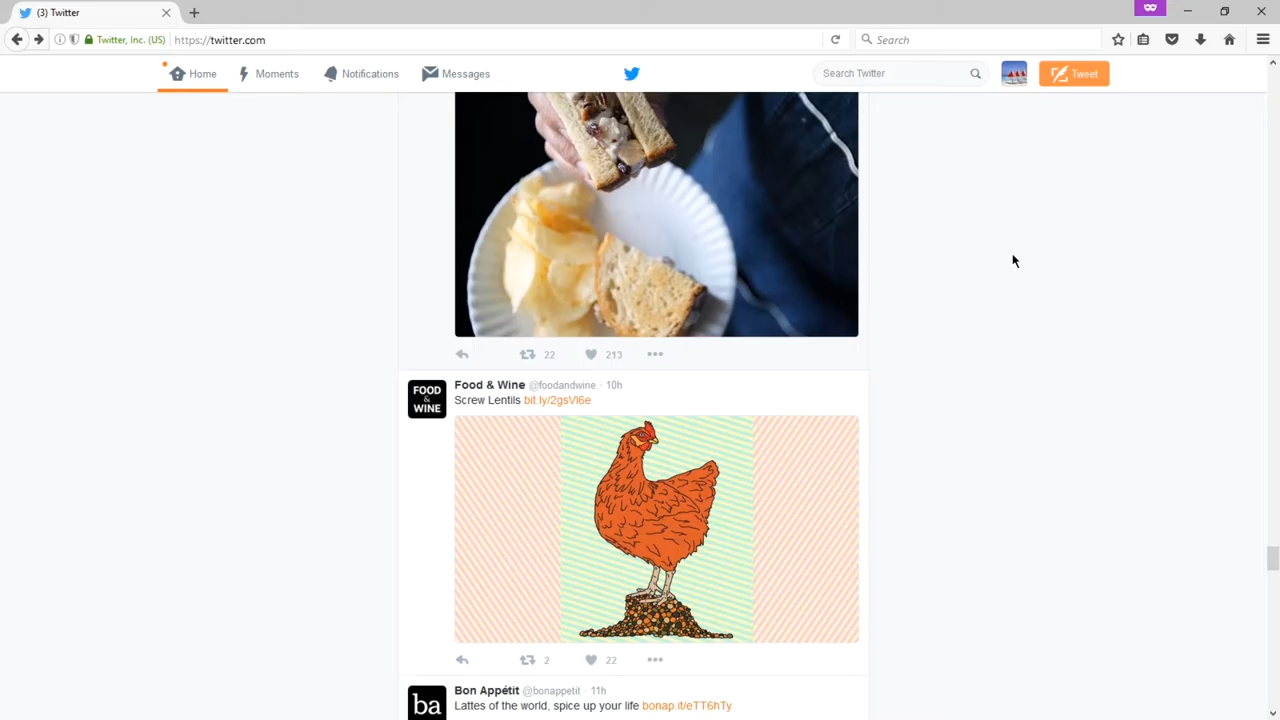 (3) Twitter
Twitter, Inc. (US) https://twitter.com Search
Home Moments Notifications Messages Search Twitter Tweet
22 213
FOOD & WINE
Food & Wine @foodandwine · 10h
Screw Lentils bit.ly/2gsVl6e
2 22
ba
Bon Appétit @bonappetit · 11h
Lattes of the world, spice up your life bonap.it/eTT6hTy